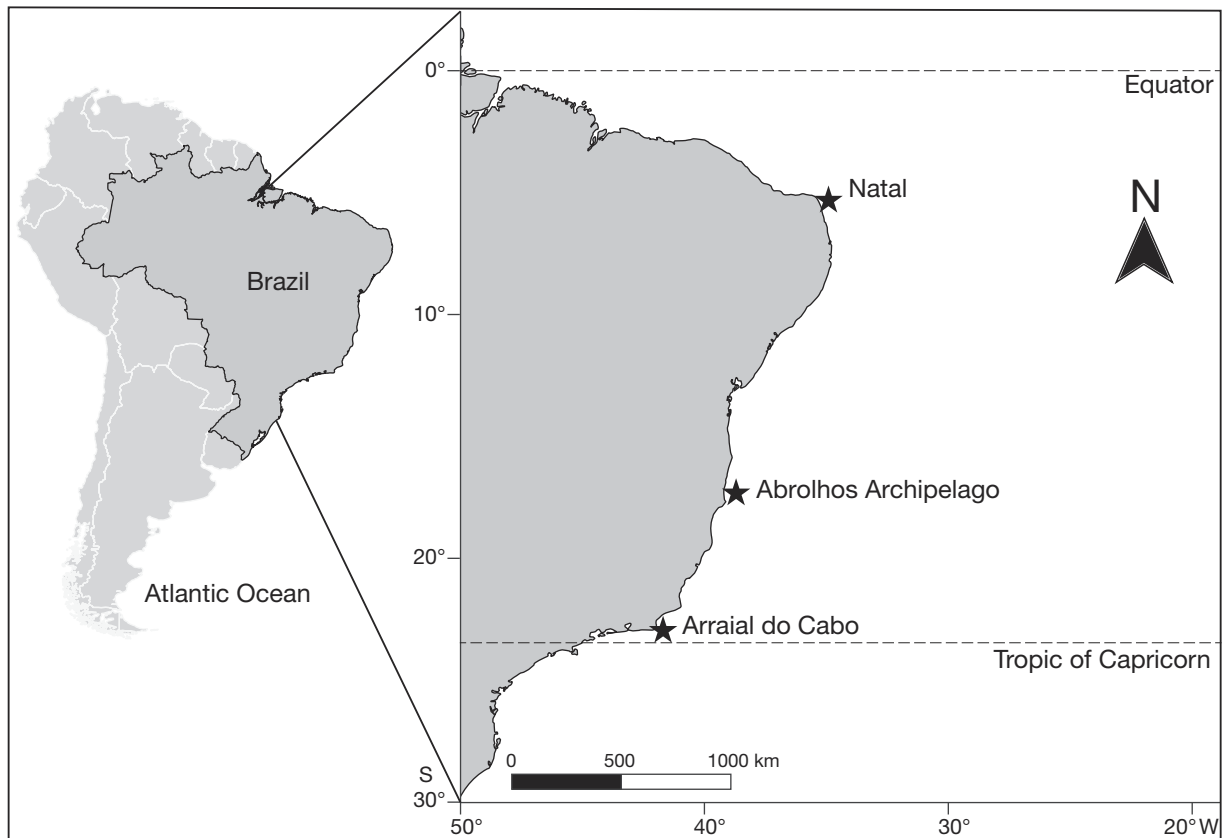 0°
Equator
Natal
N
Brazil
10°
Abrolhos Archipelago
20°
Atlantic Ocean
Arraial do Cabo
Tropic of Capricorn
0 500 1000 km
S
30°
50° 40° 30° 20°W